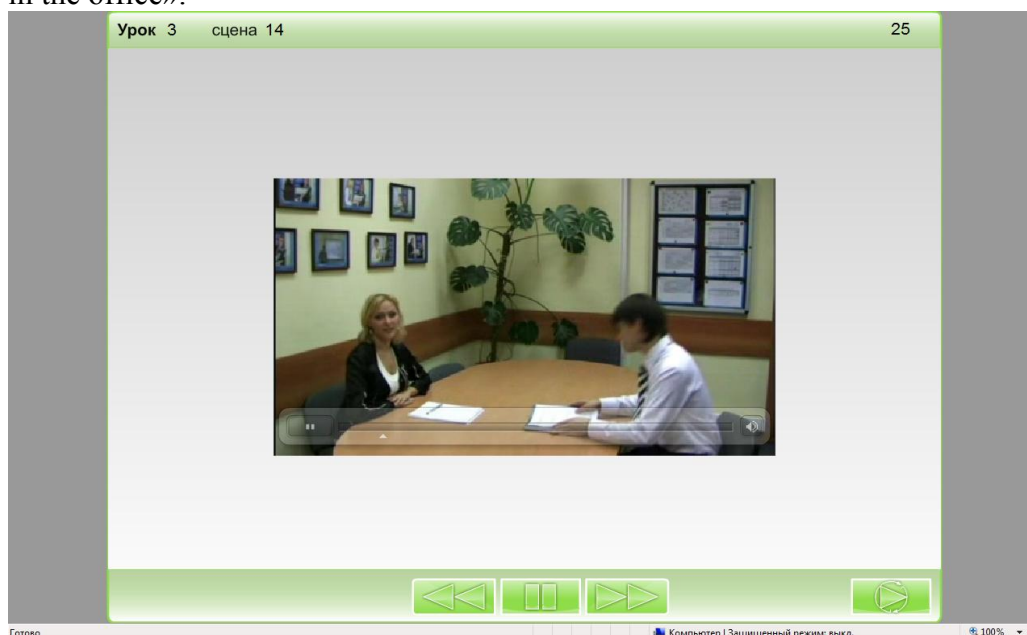 in the office».
Урок 3 сцена 14 25
Готово Компьютер | Защищенный режим: выкл. 100%